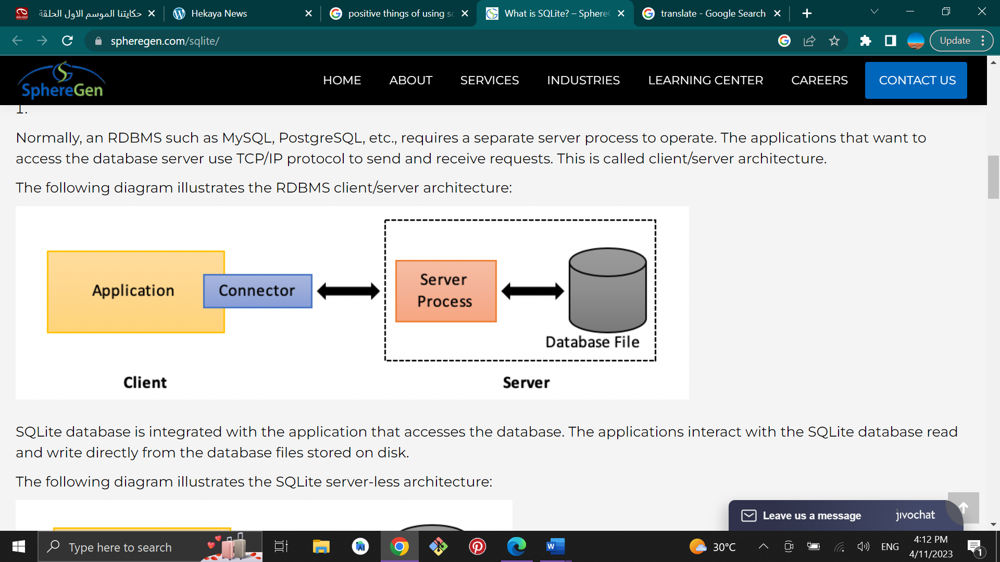 حكايتنا الموسم الاول الحلقة
Hekaya News
positive things of using sc
What is SQLite? – Sphere
translate - Google Search
spheregen.com/sqlite/
Update
SphereGen
HOME ABOUT SERVICES INDUSTRIES LEARNING CENTER CAREERS CONTACT US
1.
Normally, an RDBMS such as MySQL, PostgreSQL, etc., requires a separate server process to operate. The applications that want to
access the database server use TCP/IP protocol to send and receive requests. This is called client/server architecture.
The following diagram illustrates the RDBMS client/server architecture:
Application
Connector
Server
Process
Database File
Client
Server
SQLite database is integrated with the application that accesses the database. The applications interact with the SQLite database read
and write directly from the database files stored on disk.
The following diagram illustrates the SQLite server-less architecture:
Leave us a message jivochat
Type here to search
30°C
ENG
4:12 PM
4/11/2023
1